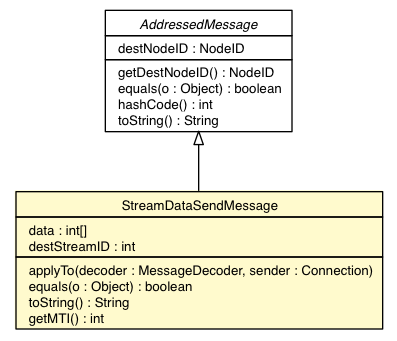 AddressedMessage
destNodeID : NodeID
getDestNodeID() : NodeID
equals(o : Object) : boolean
hashCode() : int
toString() : String
StreamDataSendMessage
data : int[]
destStreamID : int
applyTo(decoder : MessageDecoder, sender : Connection)
equals(o : Object) : boolean
toString() : String
getMTI() : int